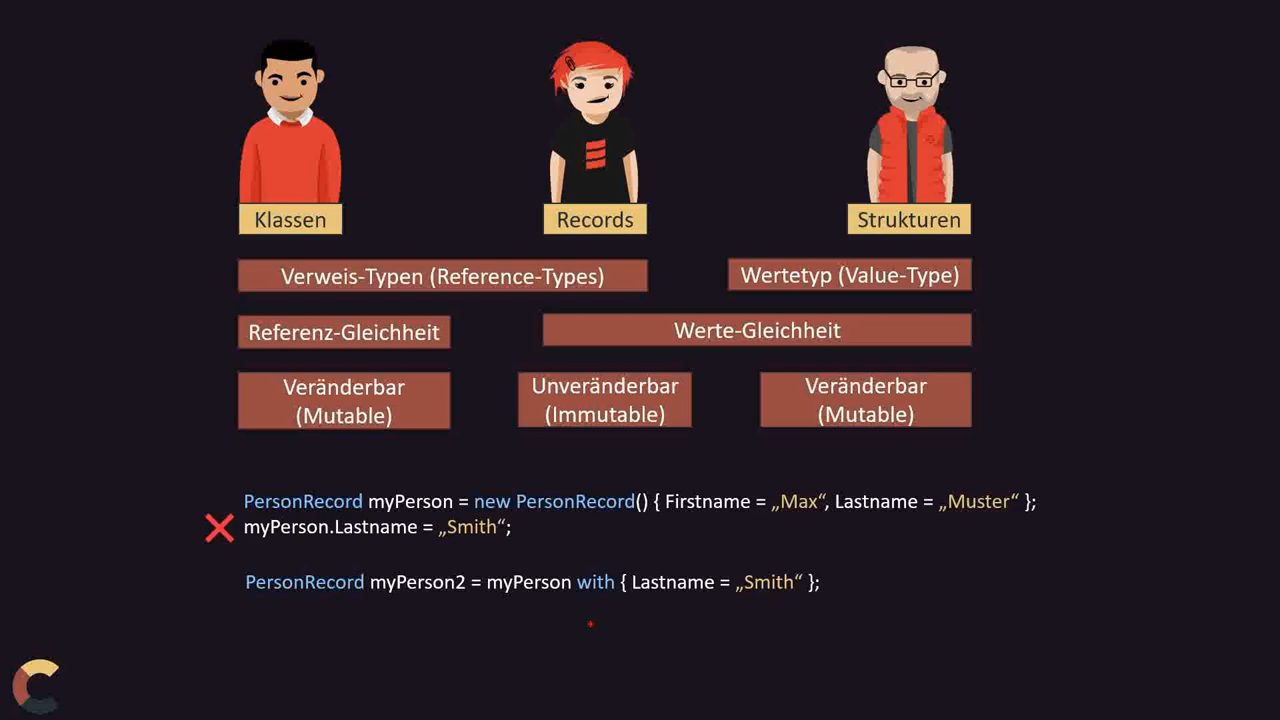 Klassen
Records
Strukturen
Verweis-Typen (Reference-Types)
Wertetyp (Value-Type)
Referenz-Gleichheit
Werte-Gleichheit
Veränderbar
(Mutable)
Unveränderbar
(Immutable)
Veränderbar
(Mutable)
PersonRecord myPerson = new PersonRecord() { Firstname = „Max“, Lastname = „Muster“ };
myPerson.Lastname = „Smith“;
PersonRecord myPerson2 = myPerson with { Lastname = „Smith“ };